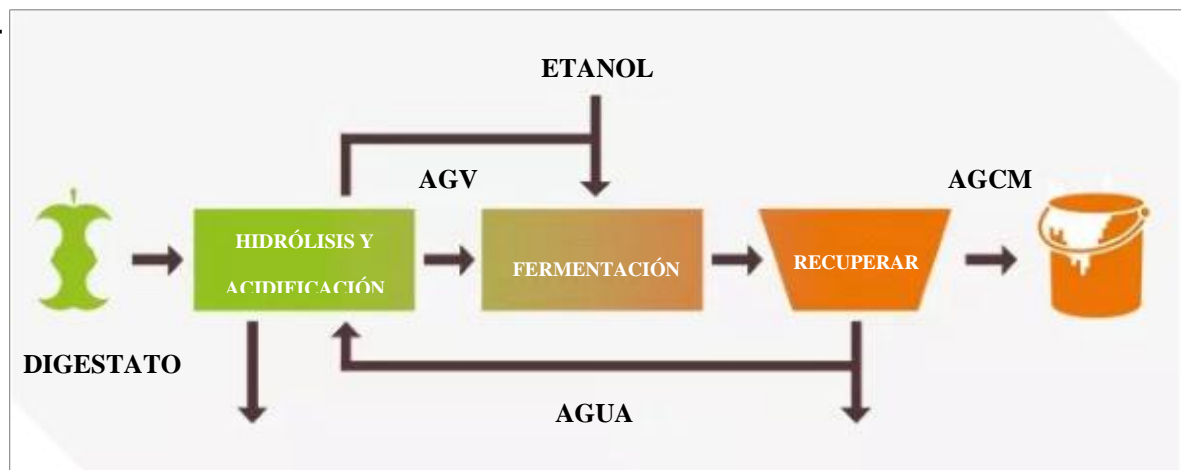 ETANOL
AGV
AGCM
HIDRÓLISIS Y
ACIDIFICACIÓN
FERMENTACIÓN
RECUPERAR
DIGESTATO
AGUA